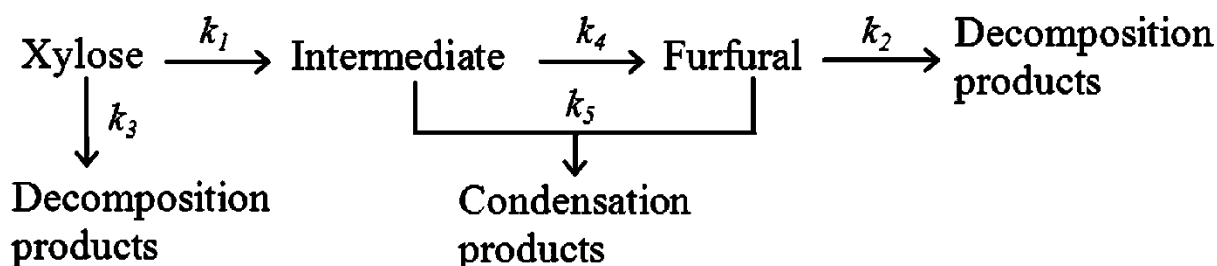 Xylose k1 Intermediate k4 Furfural k2 Decomposition
products
k3 k5
Decomposition
products
Condensation
products